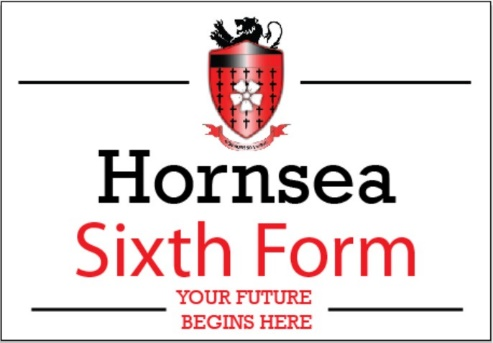 Hornsea
Sixth Form
YOUR FUTURE
BEGINS HERE